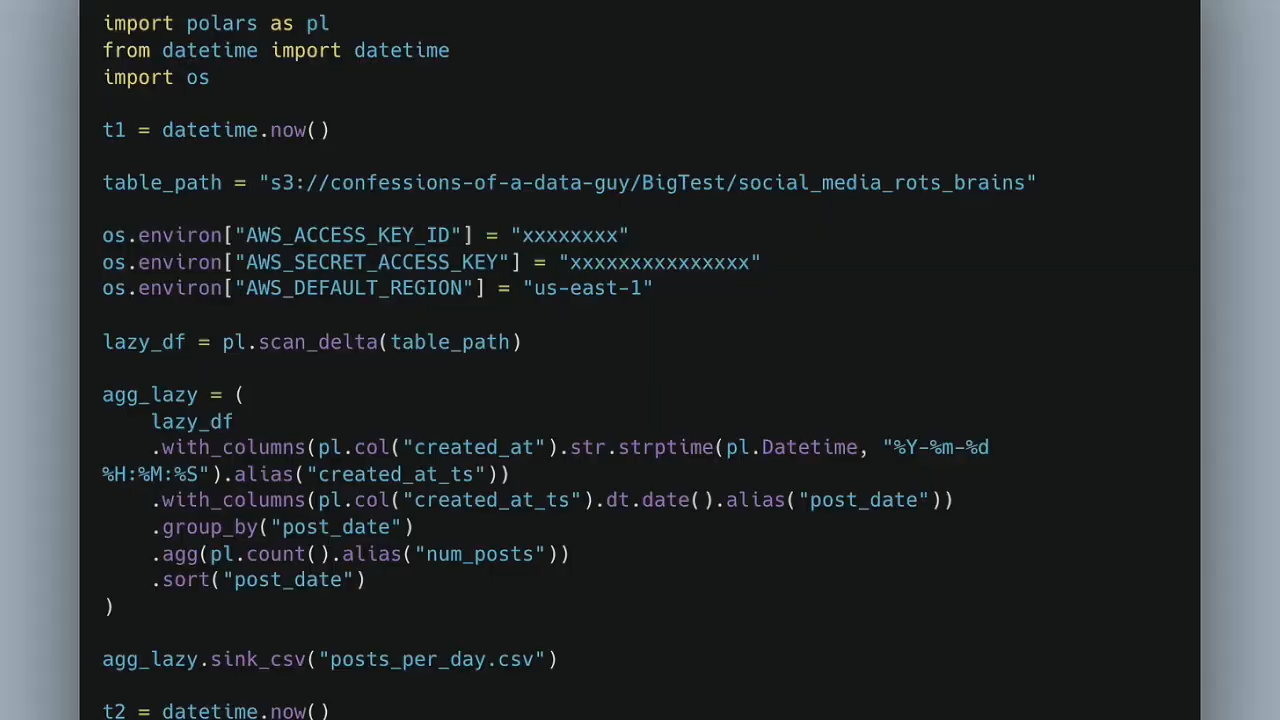 import polars as pl
from datetime import datetime
import os
t1 = datetime.now()
table_path = "s3://confessions-of-a-data-guy/BigTest/social_media_rots_brains"
os.environ["AWS_ACCESS_KEY_ID"] = "xxxxxxxx"
os.environ["AWS_SECRET_ACCESS_KEY"] = "xxxxxxxxxxxxxxx"
os.environ["AWS_DEFAULT_REGION"] = "us-east-1"
lazy_df = pl.scan_delta(table_path)
agg_lazy = (
    lazy_df
    .with_columns(pl.col("created_at").str.strptime(pl.Datetime, "%Y-%m-%d
%H:%M:%S").alias("created_at_ts"))
    .with_columns(pl.col("created_at_ts").dt.date().alias("post_date"))
    .group_by("post_date")
    .agg(pl.count().alias("num_posts"))
    .sort("post_date")
)
agg_lazy.sink_csv("posts_per_day.csv")
t2 = datetime.now()